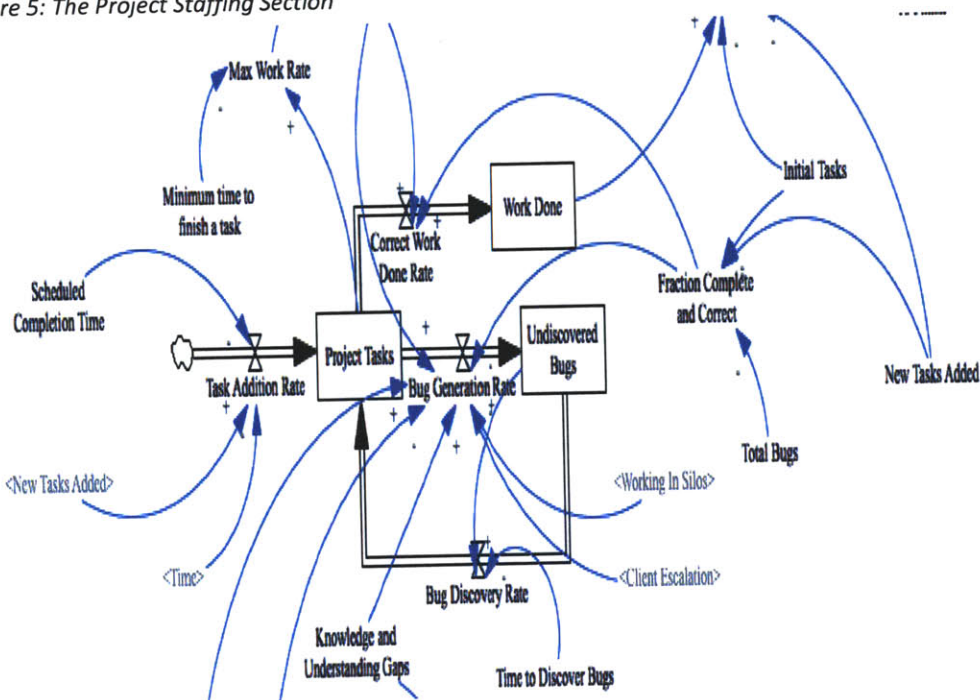 re 5: The Project Staffing Section
Max Work Rate
Minimum time to
finish a task
Work Done
Initial Tasks
Correct Work
Done Rate
Scheduled
Completion Time
Fraction Complete
and Correct
Undiscovered
Bugs
Project Tasks
Task Addition Rate
Bug Generation Rate
New Tasks Added
Total Bugs
<New Tasks Added>
<Working In Silos>
<Time>
<Client Escalation>
Bug Discovery Rate
Knowledge and
Understanding Gaps
Time to Discover Bugs